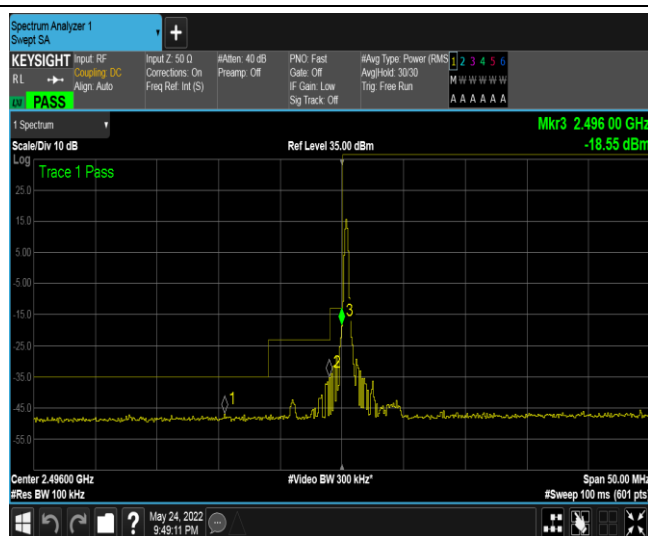 Spectrum Analyzer 1
Swept SA
KEYSIGHT
RL
PASS
Input: RF
Coupling: DC
Align: Auto
Input Z: 50 Ω
Corrections: On
Freq Ref: Int (S)
#Atten: 40 dB
Preamp: Off
PNO: Fast
Gate: Off
IF Gain: Low
Sig Track: Off
#Avg Type: Power (RMS
Avg|Hold: 30/30
Trig: Free Run
1 2 3 4 5 6
M W W W W W
A A A A A A
1 Spectrum
Mkr3 2.496 00 GHz
Scale/Div 10 dB
Ref Level 35.00 dBm
-18.55 dBm
Log
Trace 1 Pass
25.0
15.0
5.00
-5.00
-15.0
3
-25.0
2
-35.0
1
-45.0
-55.0
Center 2.49600 GHz
#Video BW 300 kHz*
Span 50.00 MHz
#Res BW 100 kHz
#Sweep 100 ms (601 pts)
?
May 24, 2022
9:49:11 PM